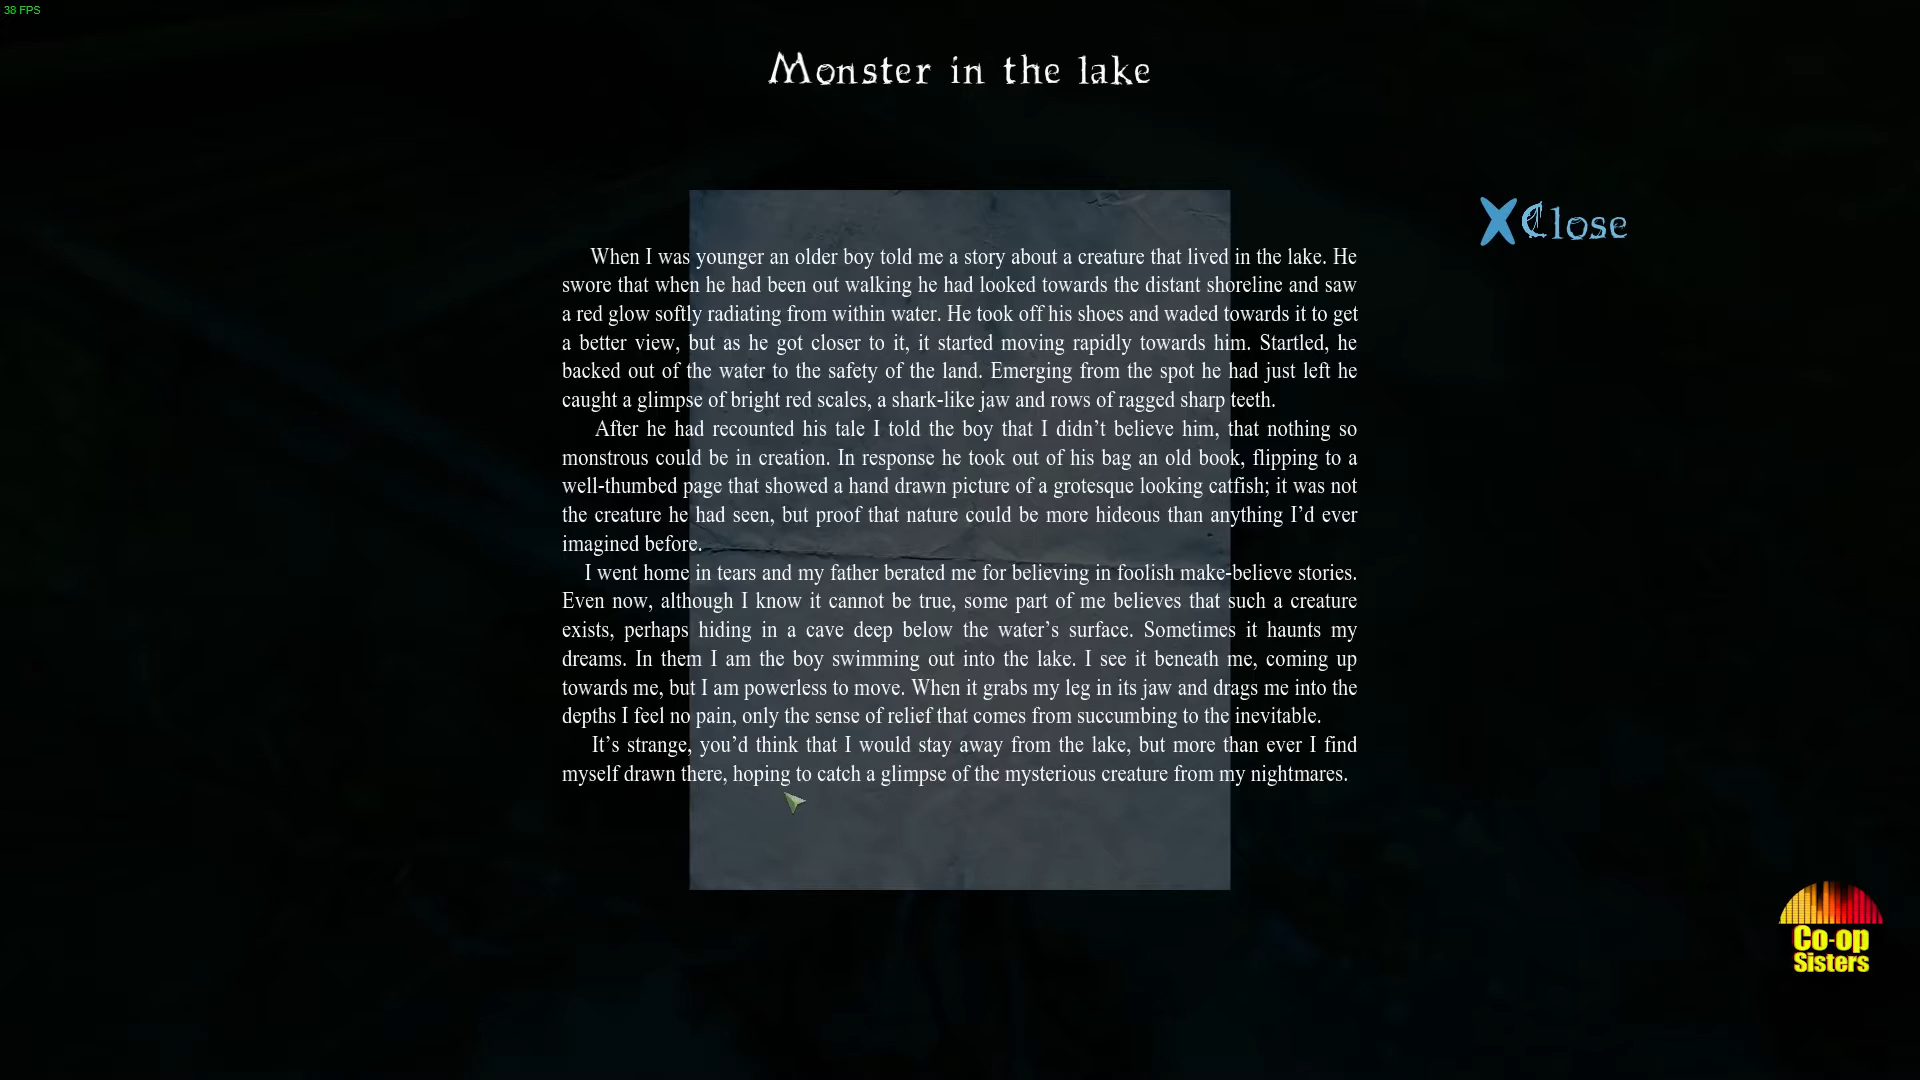 38 FPS
Monster in the lake
XClose
When I was younger an older boy told me a story about a creature that lived in the lake. He
swore that when he had been out walking he had looked towards the distant shoreline and saw
a red glow softly radiating from within water. He took off his shoes and waded towards it to get
a better view, but as he got closer to it, it started moving rapidly towards him. Startled, he
backed out of the water to the safety of the land. Emerging from the spot he had just left he
caught a glimpse of bright red scales, a shark-like jaw and rows of ragged sharp teeth.
After he had recounted his tale I told the boy that I didn’t believe him, that nothing so
monstrous could be in creation. In response he took out of his bag an old book, flipping to a
well-thumbed page that showed a hand drawn picture of a grotesque looking catfish; it was not
the creature he had seen, but proof that nature could be more hideous than anything I’d ever
imagined before.
I went home in tears and my father berated me for believing in foolish make-believe stories.
Even now, although I know it cannot be true, some part of me believes that such a creature
exists, perhaps hiding in a cave deep below the water’s surface. Sometimes it haunts my
dreams. In them I am the boy swimming out into the lake. I see it beneath me, coming up
towards me, but I am powerless to move. When it grabs my leg in its jaw and drags me into the
depths I feel no pain, only the sense of relief that comes from succumbing to the inevitable.
It’s strange, you’d think that I would stay away from the lake, but more than ever I find
myself drawn there, hoping to catch a glimpse of the mysterious creature from my nightmares.
Co-op
Sisters